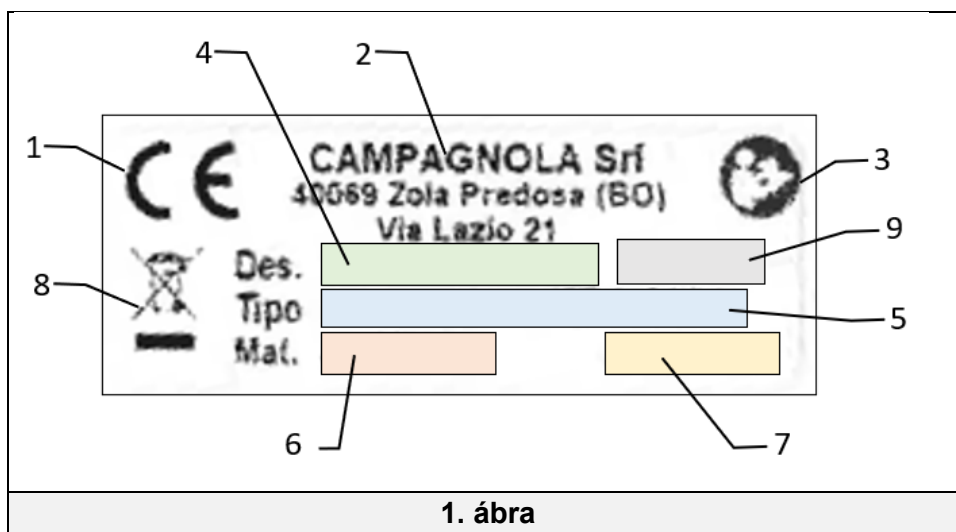 4 2
1 CE CAMPAGNOLA Srl 3
40069 Zola Predosa (BO)
Via Lazio 21
9
Des.
8
Tipo
5
Mat.
6 7
1. ábra